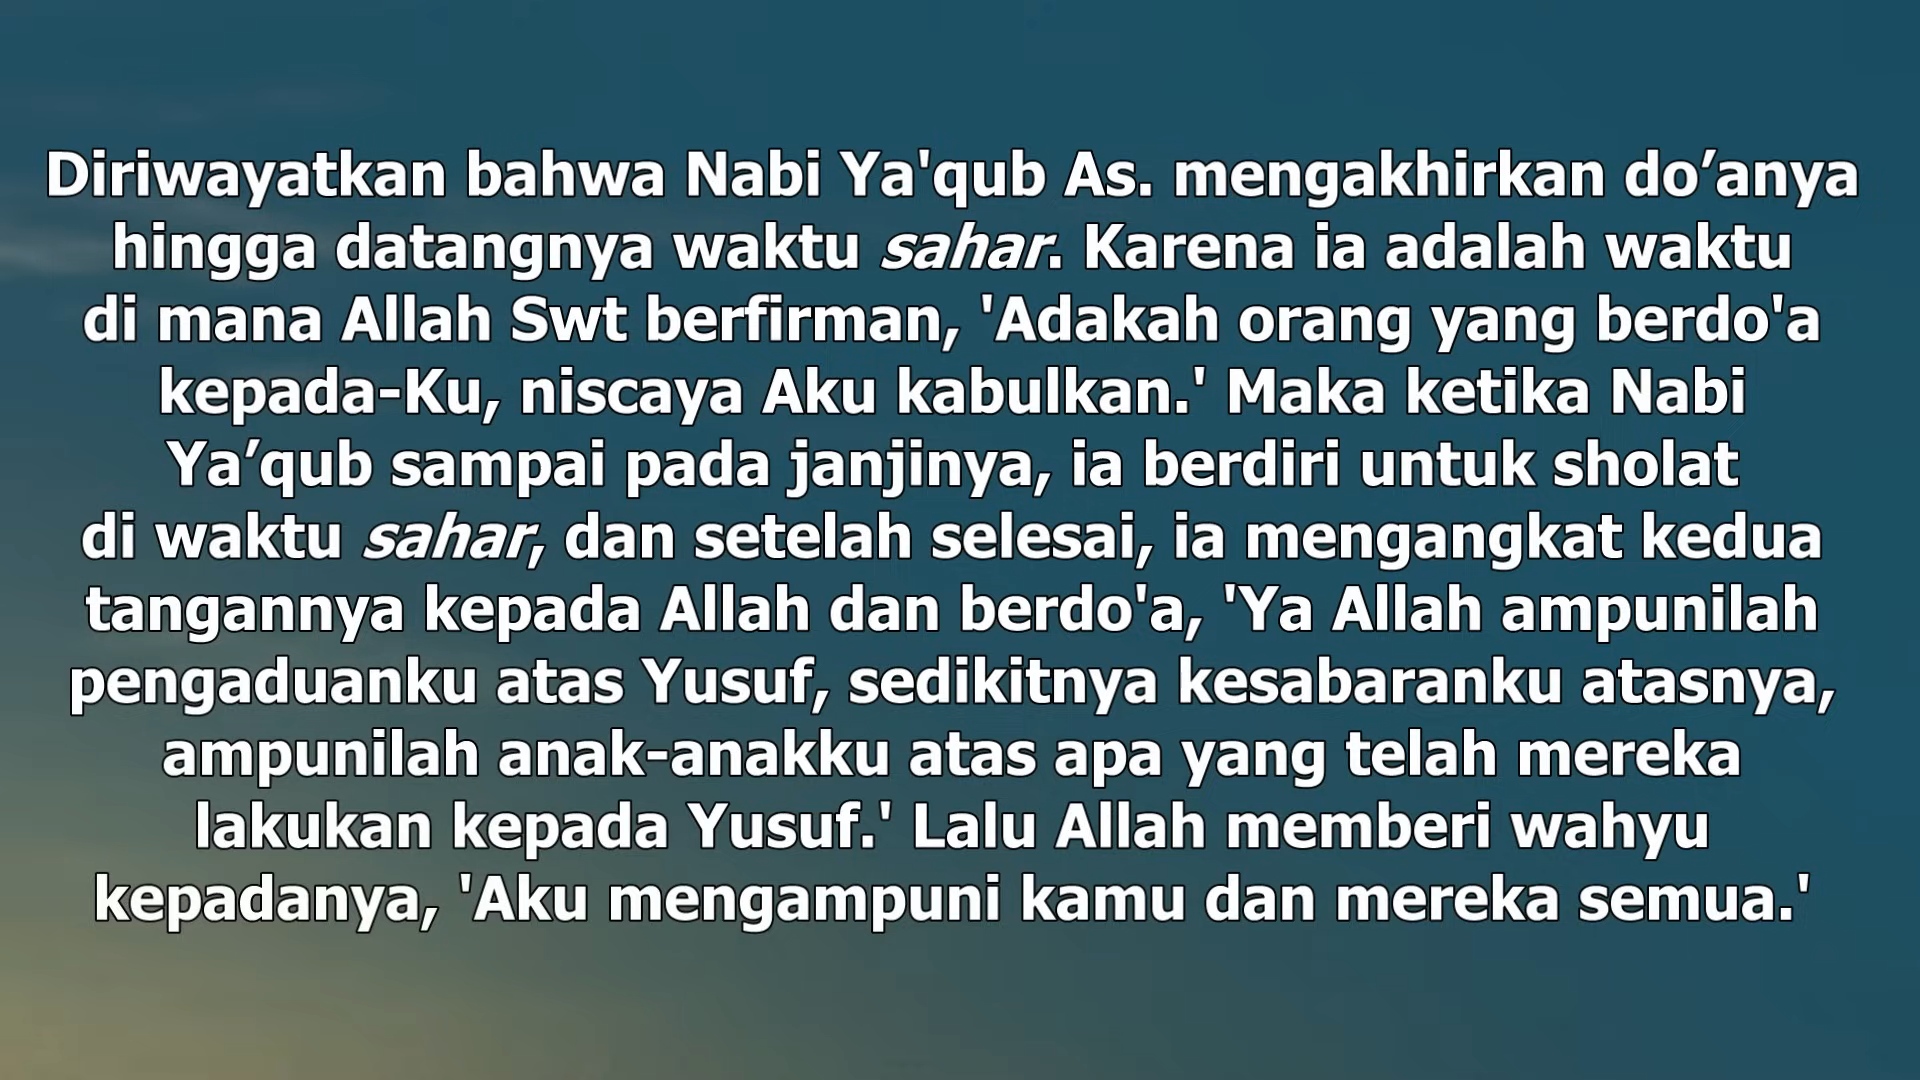 Diriwayatkan bahwa Nabi Ya'qub As. mengakhirkan do’anya
hingga datangnya waktu sahar. Karena ia adalah waktu
di mana Allah Swt berfirman, 'Adakah orang yang berdo'a
kepada-Ku, niscaya Aku kabulkan.' Maka ketika Nabi
Ya’qub sampai pada janjinya, ia berdiri untuk sholat
di waktu sahar, dan setelah selesai, ia mengangkat kedua
tangannya kepada Allah dan berdo'a, 'Ya Allah ampunilah
pengaduanku atas Yusuf, sedikitnya kesabaranku atasnya,
ampunilah anak-anakku atas apa yang telah mereka
lakukan kepada Yusuf.' Lalu Allah memberi wahyu
kepadanya, 'Aku mengampuni kamu dan mereka semua.'